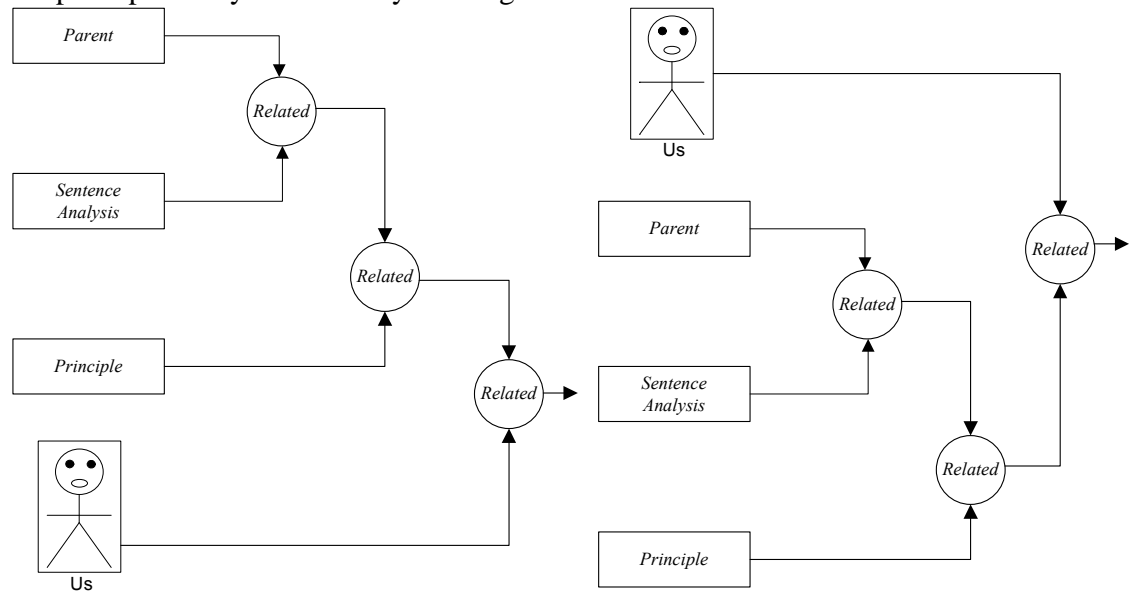 Parent
Related
Sentence
Analysis
Related
Principle
Related
Us
Us
Parent
Related
Related
Sentence
Analysis
Related
Principle